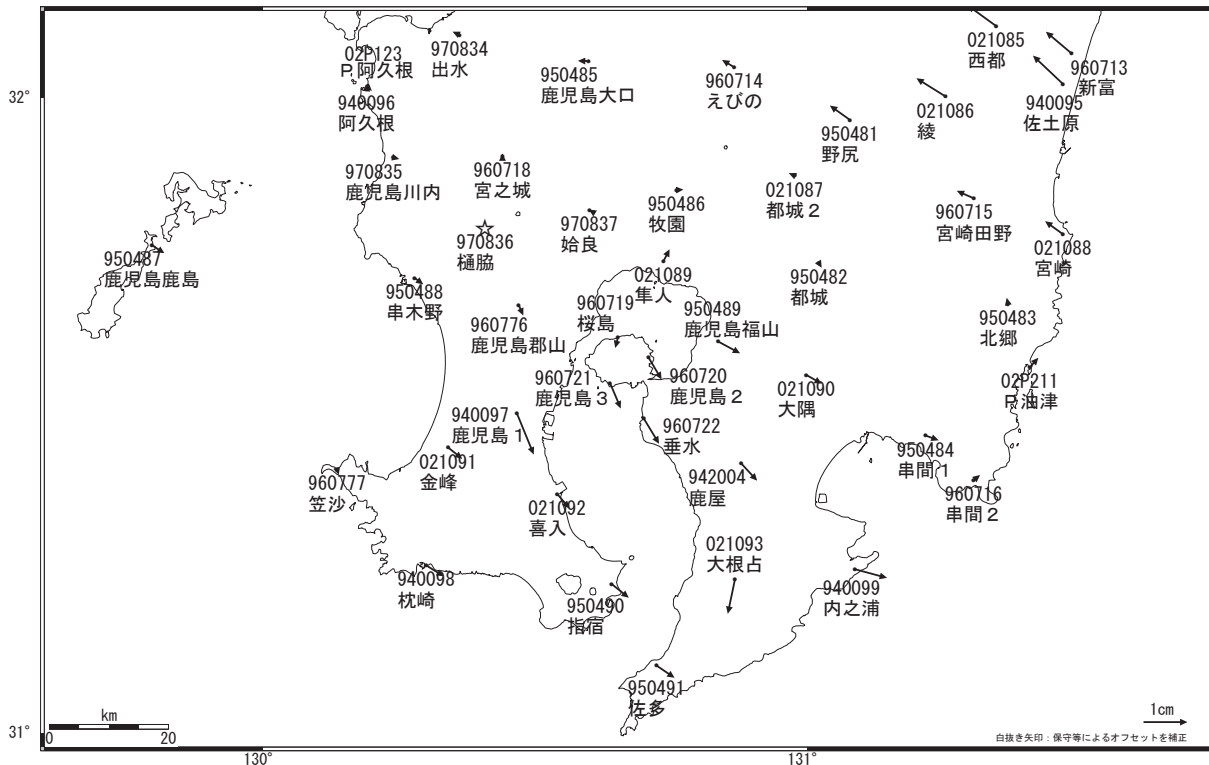 021085
西都
02P123
P阿久根
970834
出水
950485
鹿児島大口
960714
えびの
960713
新富
32°
940096
阿久根
021086
綾
940095
佐土原
950481
野尻
970835
鹿児島川内
960718
宮之城
950486
牧園
021087
都城2
960715
宮崎田野
970837
姶良
970836
樋脇
950487
鹿児島鹿島
021088
宮崎
021089
隼人
950482
都城
950488
串木野
960719
桜島
950489
鹿児島福山
950483
北郷
960776
鹿児島郡山
960721
鹿児島3
960720
鹿児島2
021090
大隅
02P211
P油津
940097
鹿児島1
960722
垂水
950484
串間1
021091
金峰
960777
笠沙
942004
鹿屋
960716
串間2
021092
喜入
021093
大根占
940098
枕崎
950490
指宿
940099
内之浦
950491
佐多
km
0 20
1cm
31°
白抜き矢印:保守等によるオフセットを補正
130° 131°